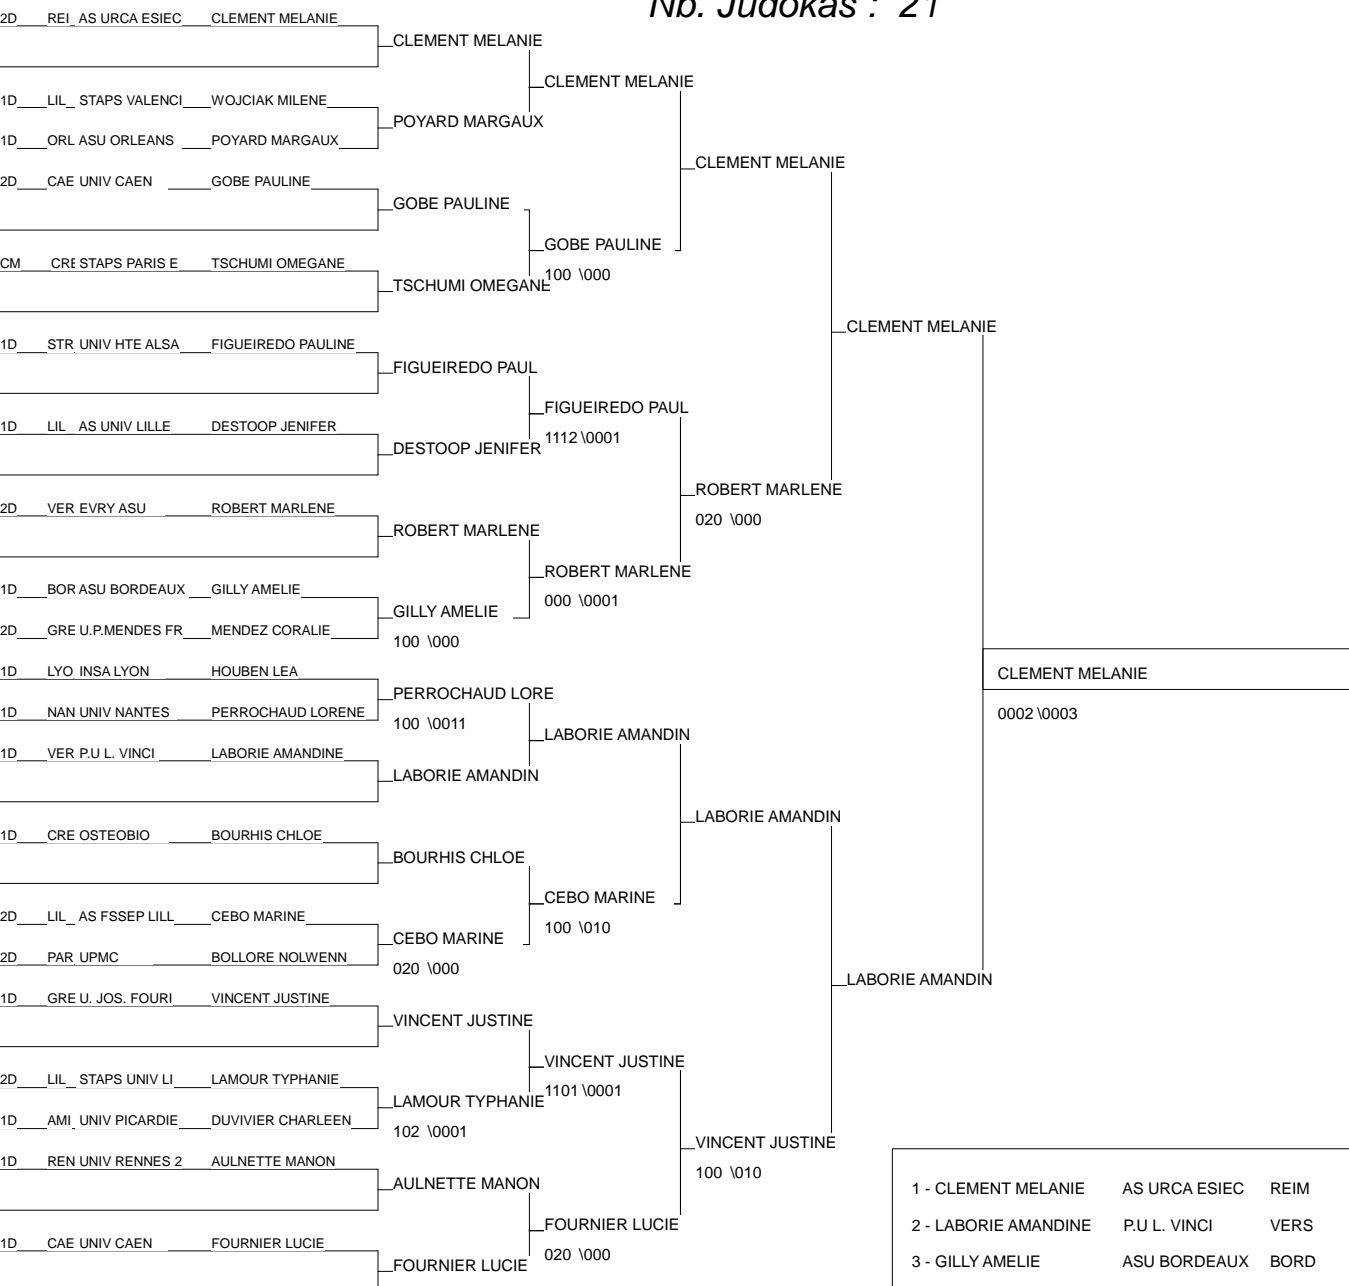 Nb. Judokas : 21
2D REI AS URCA ESIEC CLEMENT MELANIE
CLEMENT MELANIE
CLEMENT MELANIE
1D LIL_ STAPS VALENCI WOJCIAK MILENE
POYARD MARGAUX
1D ORL ASU ORLEANS POYARD MARGAUX
CLEMENT MELANIE
2D CAE UNIV CAEN GOBE PAULINE
GOBE PAULINE
GOBE PAULINE
CM CRE STAPS PARIS E TSCHUMI OMEGANE
100 \000
TSCHUMI OMEGANE
CLEMENT MELANIE
1D STR UNIV HTE ALSA FIGUEIREDO PAULINE
FIGUEIREDO PAUL
FIGUEIREDO PAUL
1D LIL_ AS UNIV LILLE DESTOOP JENIFER
1112 \0001
DESTOOP JENIFER
ROBERT MARLENE
2D VER EVRY ASU ROBERT MARLENE
020 \000
ROBERT MARLENE
ROBERT MARLENE
1D BOR ASU BORDEAUX GILLY AMELIE
000 \0001
GILLY AMELIE
2D GRE U.P.MENDES FR MENDEZ CORALIE
100 \000
1D LYO INSA LYON HOUBEN LEA
CLEMENT MELANIE
PERROCHAUD LORE
1D NAN UNIV NANTES PERROCHAUD LORENE
0002 \0003
100 \0011
LABORIE AMANDIN
1D VER P.U L. VINCI LABORIE AMANDINE
LABORIE AMANDIN
LABORIE AMANDIN
1D CRE OSTEOBIO BOURHIS CHLOE
BOURHIS CHLOE
CEBO MARINE
2D LIL_ AS FSSEP LILL CEBO MARINE
100 \010
CEBO MARINE
2D PAR UPMC BOLLORE NOLWENN
020 \000
LABORIE AMANDIN
1D GRE U. JOS. FOURI VINCENT JUSTINE
VINCENT JUSTINE
VINCENT JUSTINE
2D LIL_ STAPS UNIV LI LAMOUR TYPHANIE
1101 \0001
LAMOUR TYPHANIE
1D AMI UNIV PICARDIE DUVIVIER CHARLEEN
102 \0001
VINCENT JUSTINE
1D REN UNIV RENNES 2 AULNETTE MANON
100 \010
AULNETTE MANON
1 - CLEMENT MELANIE AS URCA ESIEC REIM
FOURNIER LUCIE
2 - LABORIE AMANDINE P.U L. VINCI VERS
1D CAE UNIV CAEN FOURNIER LUCIE
020 \000
FOURNIER LUCIE
3 - GILLY AMELIE ASU BORDEAUX BORD